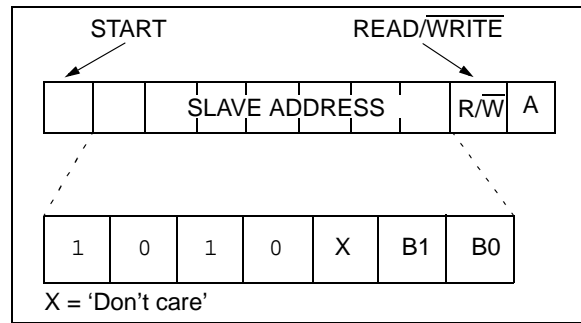 START READ/WRITE
SLAVE ADDRESS R/W A
1 0 1 0 X B1 B0
X = 'Don't care'